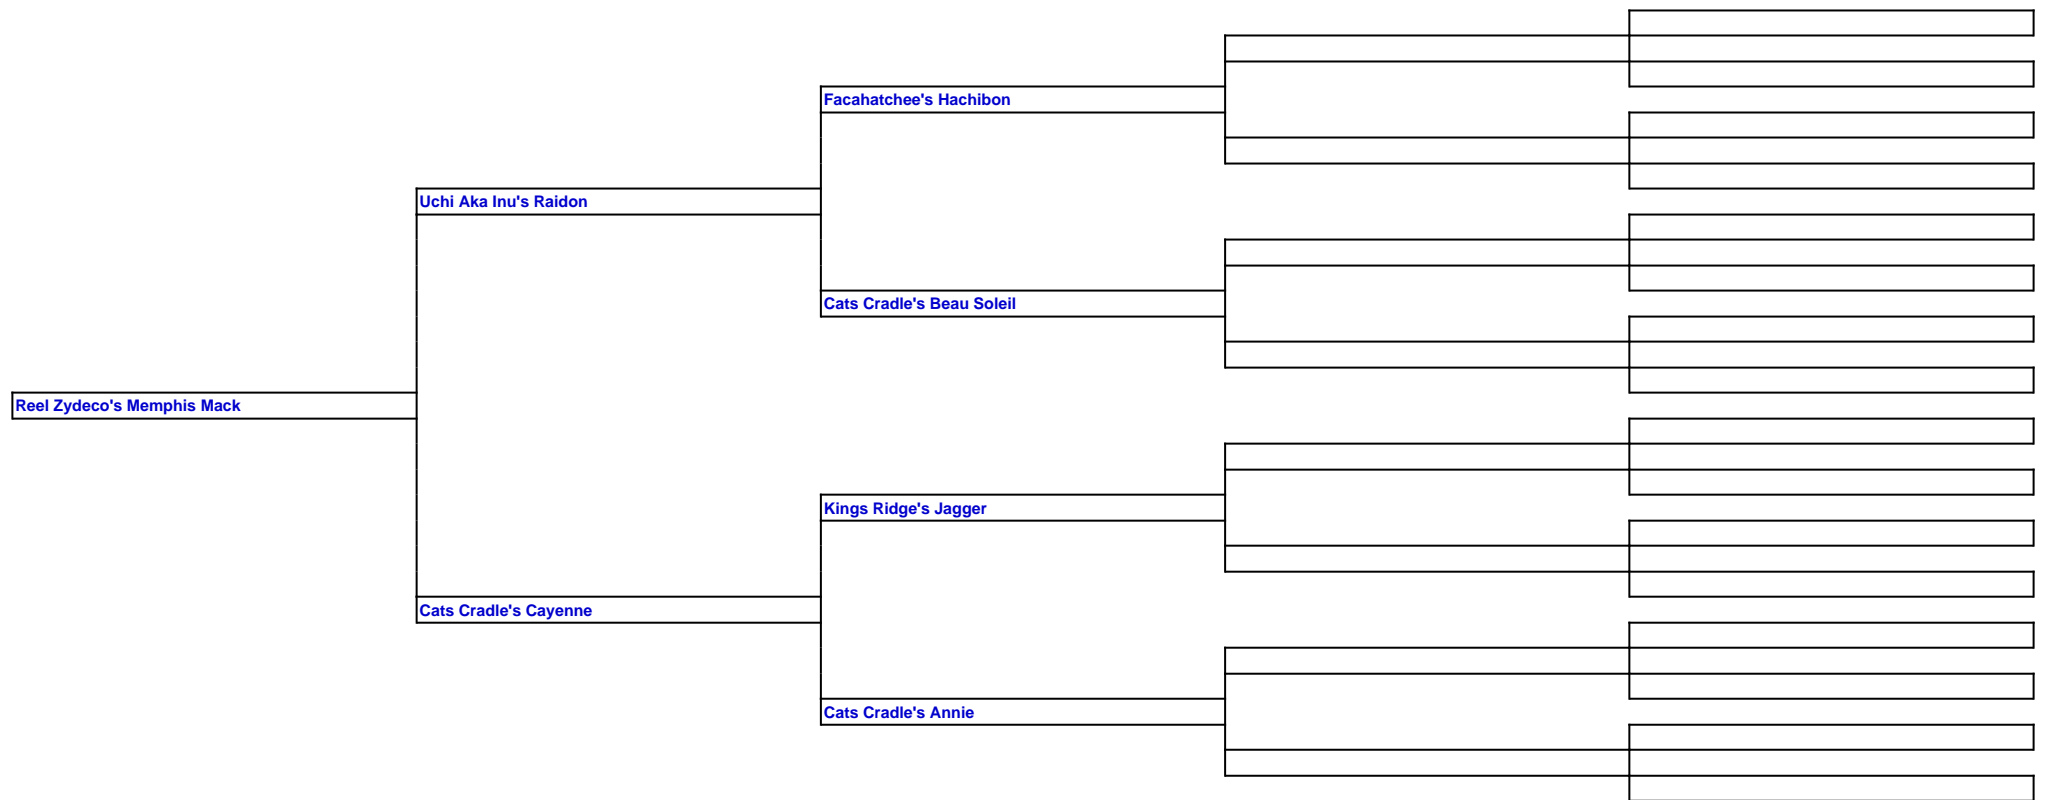 Facahatchee's Hachibon
Uchi Aka Inu's Raidon
Cats Cradle's Beau Soleil
Reel Zydeco's Memphis Mack
Kings Ridge's Jagger
Cats Cradle's Cayenne
Cats Cradle's Annie